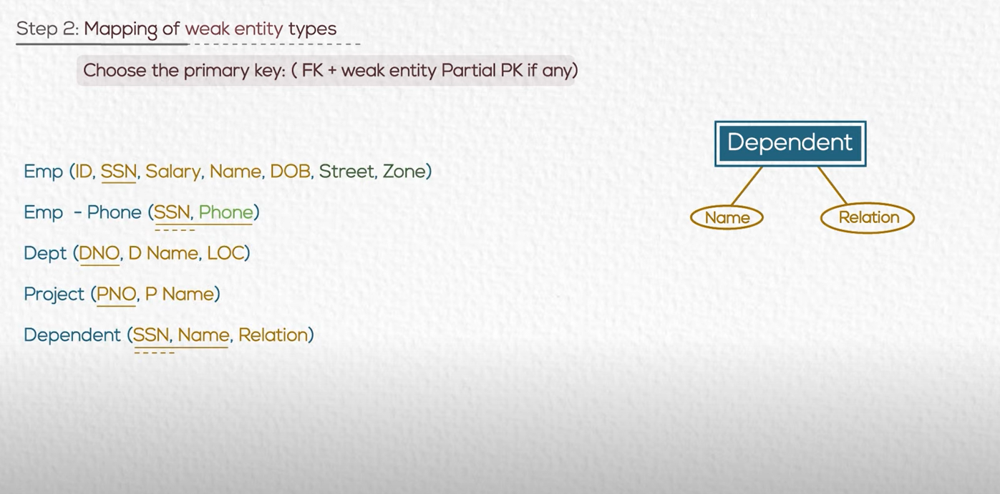 Step 2: Mapping of weak entity types
Choose the primary key: ( FK + weak entity Partial PK if any)
Emp (ID, SSN, Salary, Name, DOB, Street, Zone)
Emp - Phone (SSN, Phone)
Dept (DNO, D Name, LOC)
Project (PNO, P Name)
Dependent (SSN, Name, Relation)
Dependent
Name
Relation